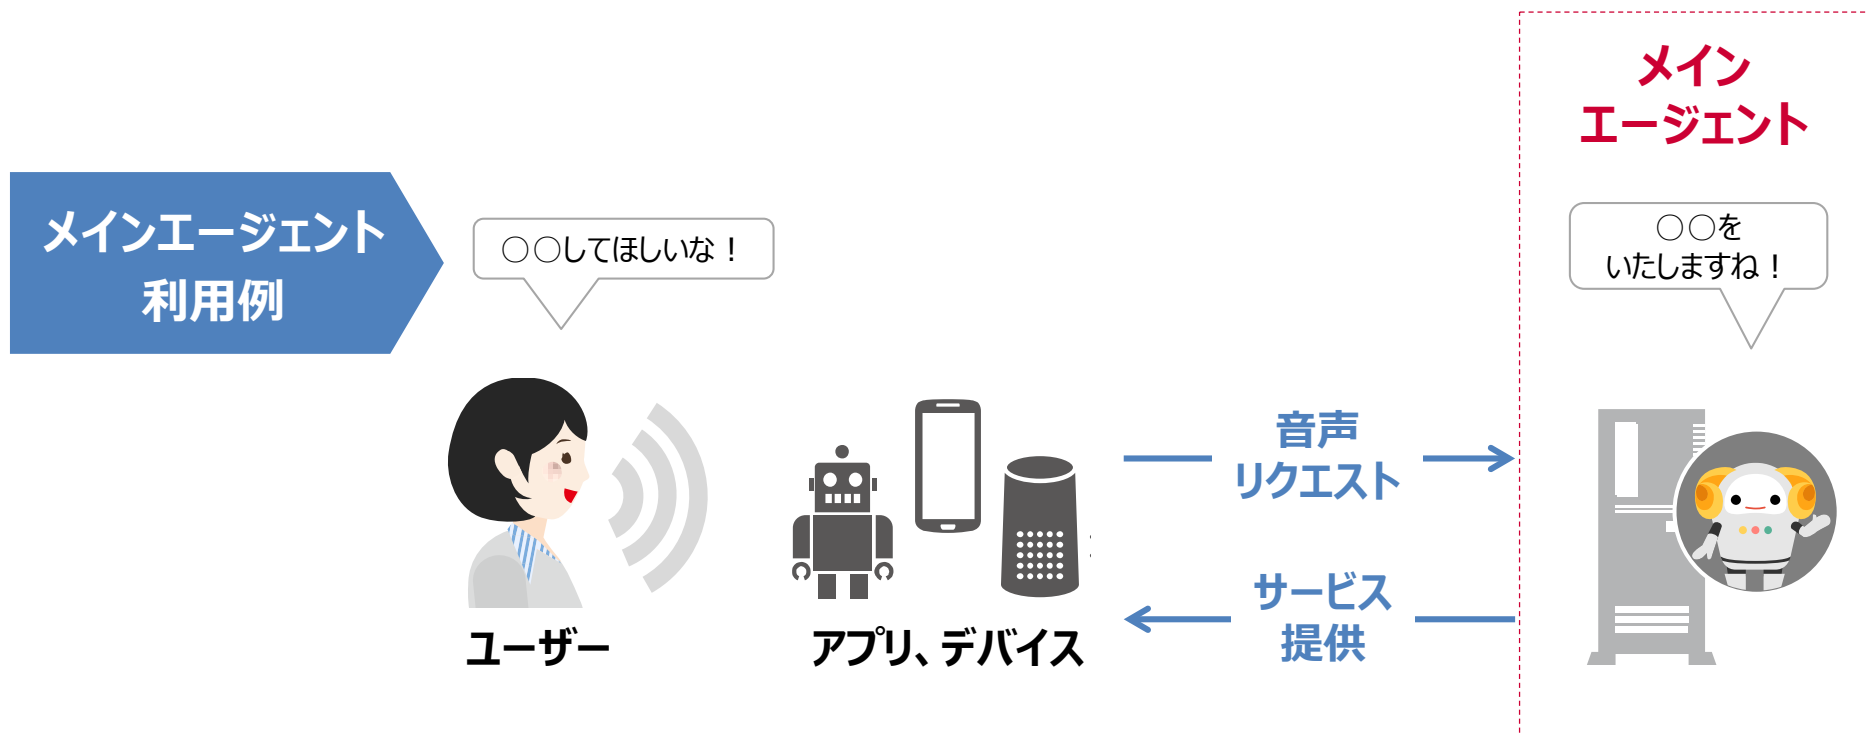 メイン
エージェント
メインエージェント
利用例
○○してほしいな！
○○を
いたしますね！
音声
リクエスト
サービス
提供
ユーザー
アプリ、デバイス